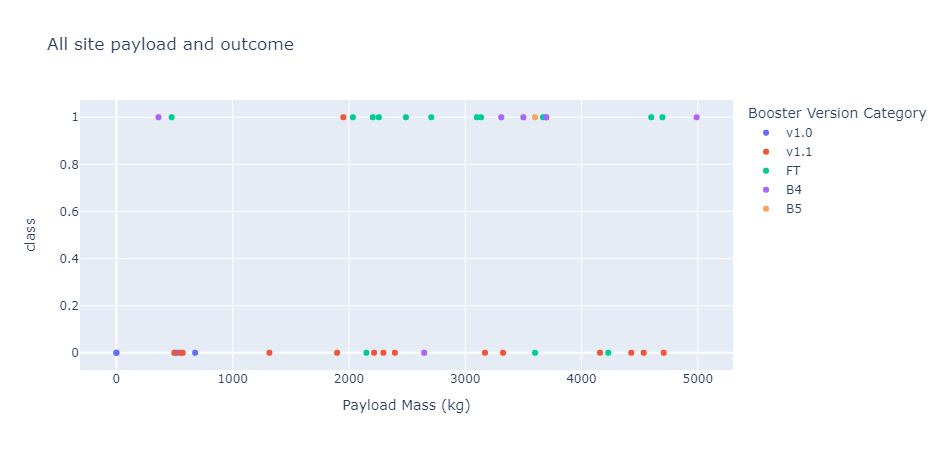 All site payload and outcome
Booster Version Category
v1.0
v1.1
FT
B4
B5
class
1
0.8
0.6
0.4
0.2
0
0 1000 2000 3000 4000 5000
Payload Mass (kg)